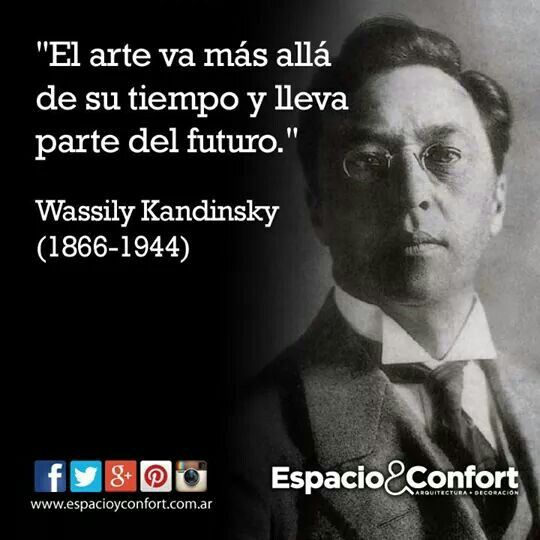 "El arte va más allá
de su tiempo y lleva
parte del futuro."
Wassily Kandinsky
(1866-1944)
Espacio&Confort
ARQUITECTURA + DECORACIÓN
www.espacioyconfort.com.ar